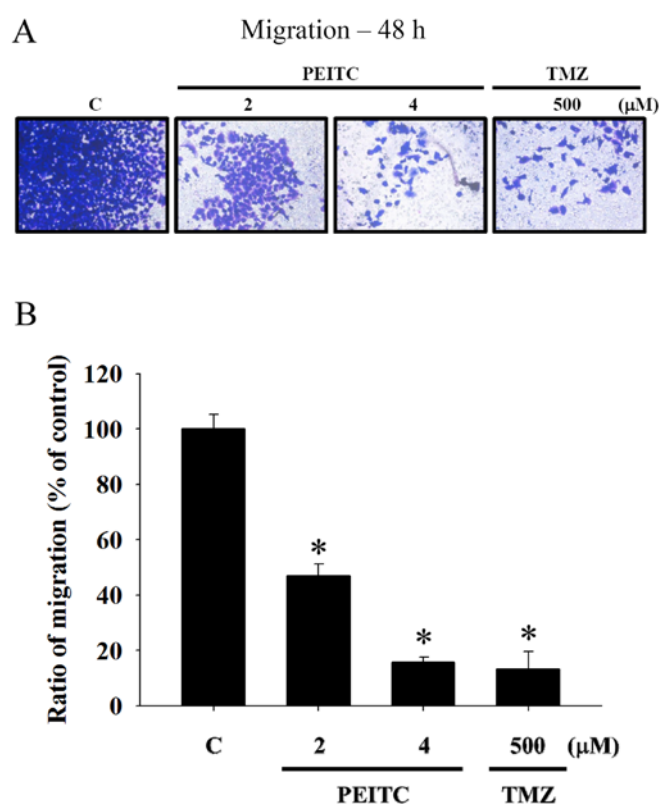 A
Migration – 48 h
PEITC TMZ
C 2 4 500 (μM)
B
Ratio of migration (% of control)
120
100
80
60
40
20
0
*
*
*
C 2 4 500 (μM)
PEITC TMZ